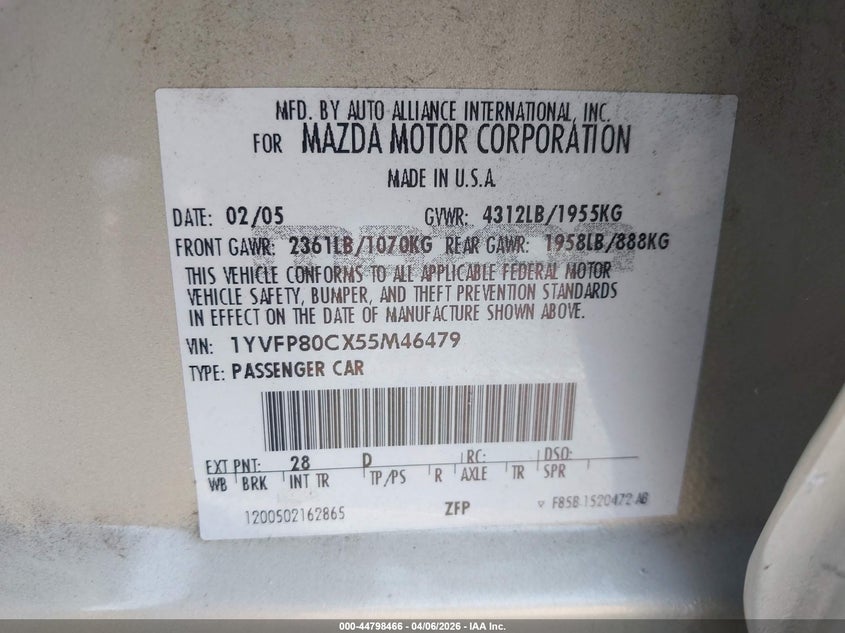 MFD. BY AUTO ALLIANCE INTERNATIONAL, INC.
FOR MAZDA MOTOR CORPORATION
MADE IN U.S.A.
DATE: 02/05 GVWR: 4312LB/1955KG
FRONT GAWR: 2361LB/1070KG REAR GAWR: 1958LB/888KG
THIS VEHICLE CONFORMS TO ALL APPLICABLE FEDERAL MOTOR
VEHICLE SAFETY, BUMPER, AND THEFT PREVENTION STANDARDS
IN EFFECT ON THE DATE OF MANUFACTURE SHOWN ABOVE.
VIN: 1YVFP80CX55M46479
TYPE: PASSENGER CAR
EXT PNT: 28 D RC: DSO:
WB BRK INT TR TP/PS R AXLE TR SPR
1200502162865 ZFP F85B 1520472 AB
000-44798466 - 04/06/2026 - IAA Inc.